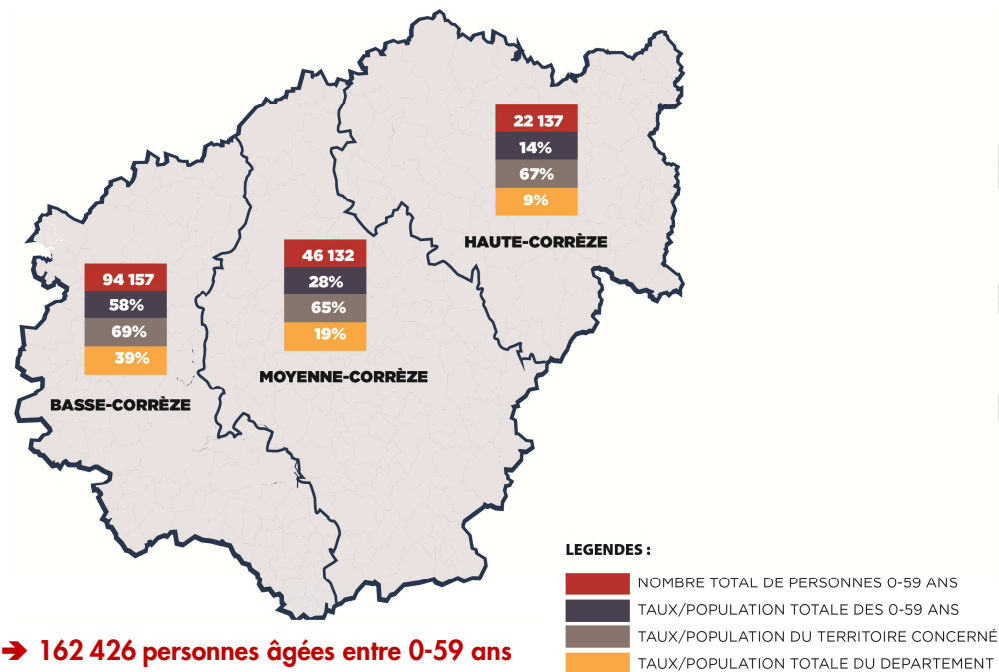 22 137
14%
67%
9%
HAUTE-CORRÈZE
46 132
28%
65%
19%
MOYENNE-CORRÈZE
94 157
58%
69%
39%
BASSE-CORRÈZE
LEGENDES :
NOMBRE TOTAL DE PERSONNES 0-59 ANS
TAUX/POPULATION TOTALE DES 0-59 ANS
TAUX/POPULATION DU TERRITOIRE CONCERNÉ
TAUX/POPULATION TOTALE DU DEPARTEMENT
➔ 162 426 personnes âgées entre 0-59 ans